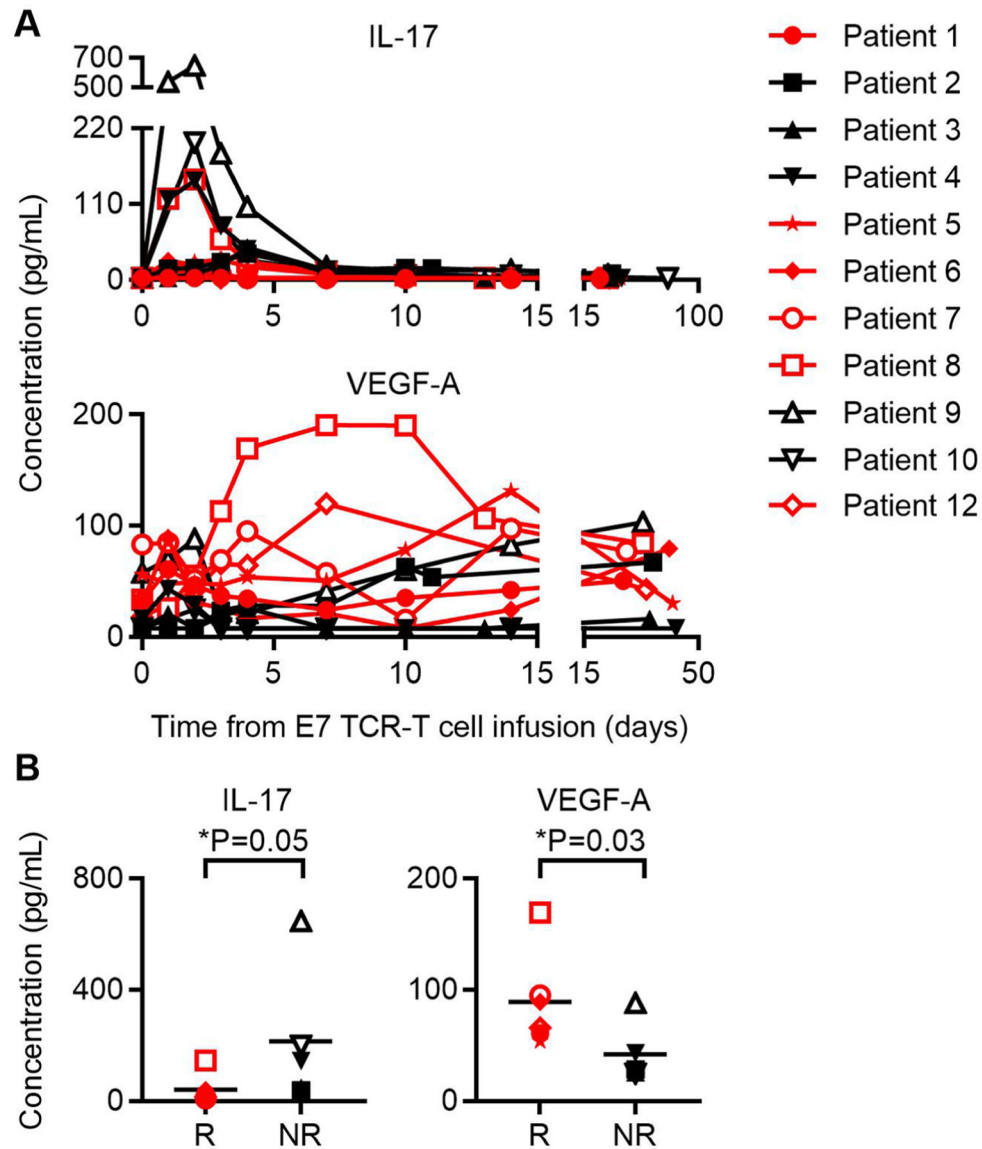 A
IL-17
700
500
220
110
0
0 5 10 15 15 100
VEGF-A
200
100
0
0 5 10 15 15 50
Concentration (pg/mL)
Time from E7 TCR-T cell infusion (days)
Patient 1
Patient 2
Patient 3
Patient 4
Patient 5
Patient 6
Patient 7
Patient 8
Patient 9
Patient 10
Patient 12
B
IL-17
*P=0.05
800
400
0
R NR
VEGF-A
*P=0.03
200
100
0
R NR
Concentration (pg/mL)